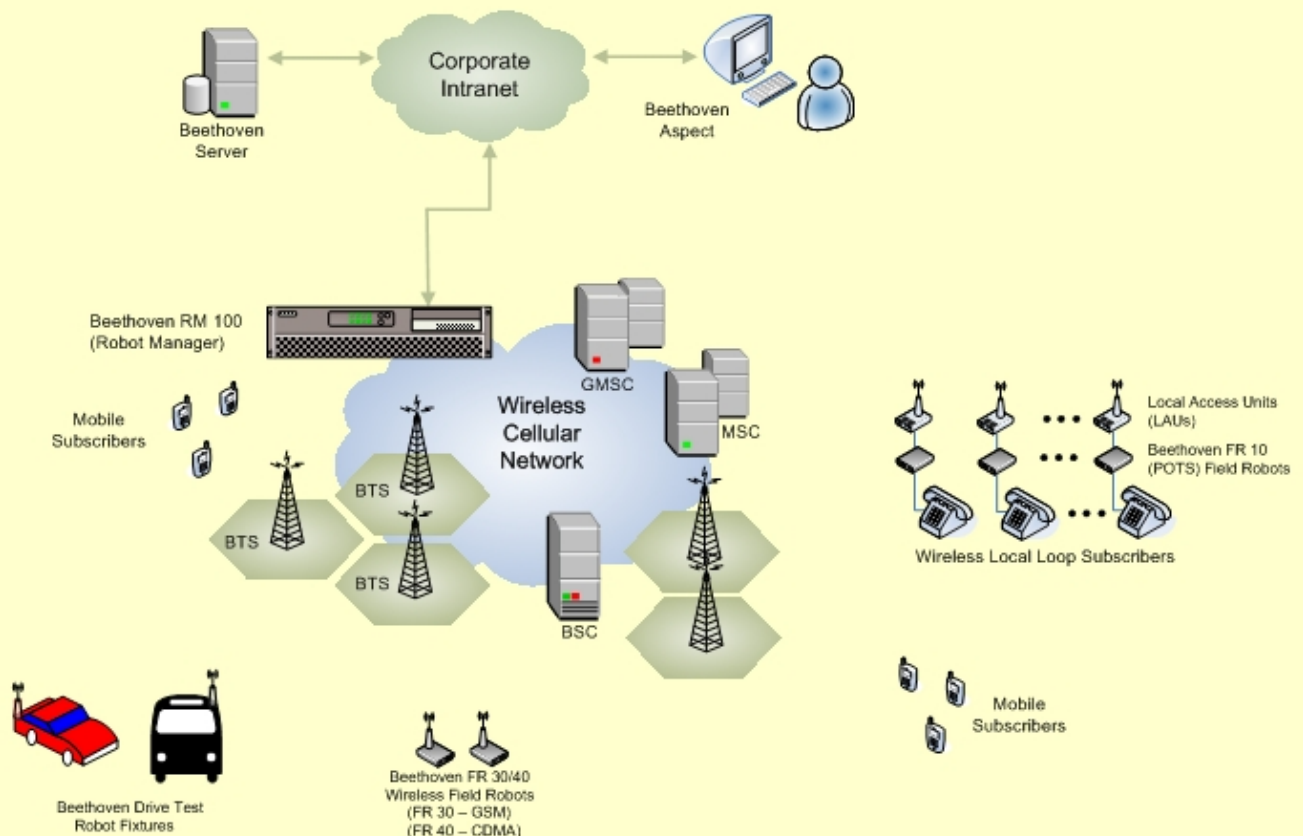 Corporate
Intranet
Beethoven
Server
Beethoven
Aspect
Beethoven RM 100
(Robot Manager)
GMSC
Mobile
Subscribers
Wireless
Cellular
Network
MSC
Local Access Units
(LAUs)
Beethoven FR 10
(POTS) Field Robots
BTS
BTS
BTS
Wireless Local Loop Subscribers
BSC
Mobile
Subscribers
Beethoven Drive Test
Robot Fixtures
Beethoven FR 30/40
Wireless Field Robots
(FR 30 – GSM)
(FR 40 – CDMA)